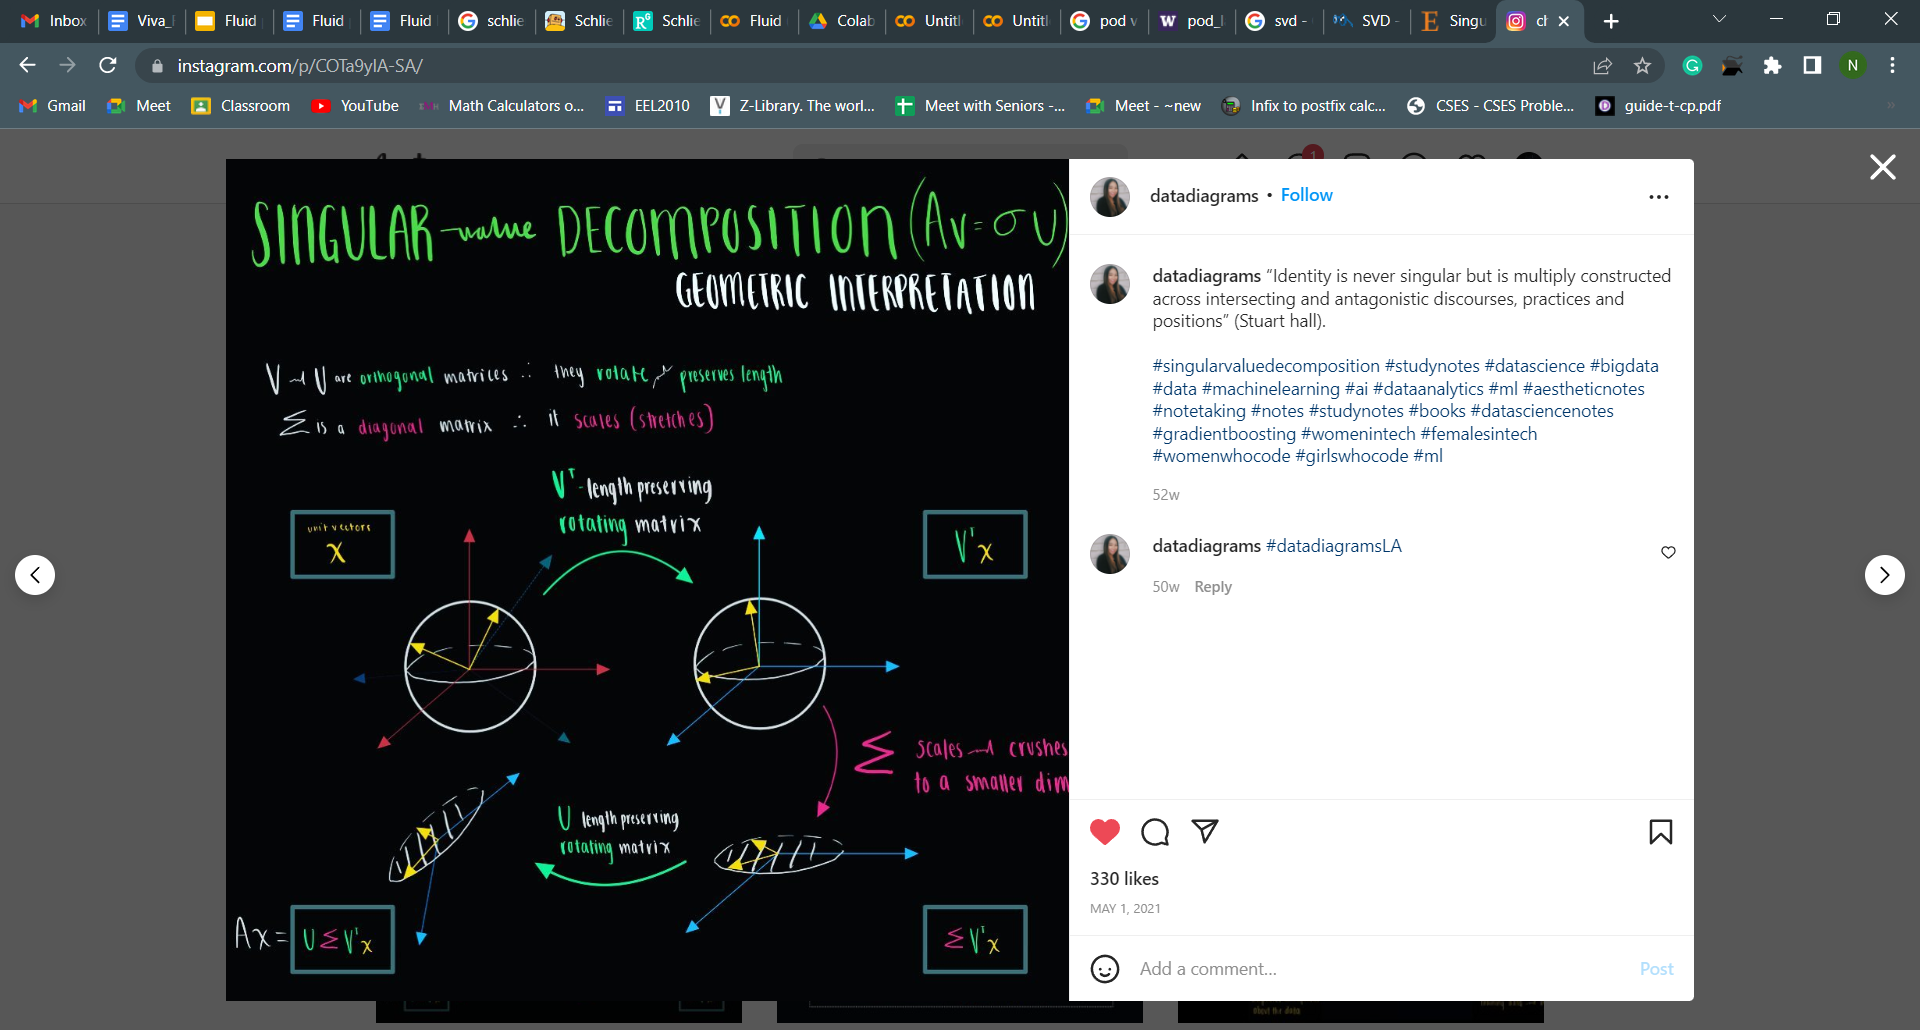 Inbox
Viva_
Fluid
Fluid
Fluid
schlie
Schlie
Schlie
Fluid
Colab
Untitl
Untitl
pod v
pod_l
svd -
SVD -
Singu
ch
instagram.com/p/COTa9ylA-SA/
N
Gmail
Meet
Classroom
YouTube
Math Calculators o...
EEL2010
Z-Library. The worl...
Meet with Seniors -...
Meet - ~new
Infix to postfix calc...
CSES - CSES Proble...
guide-t-cp.pdf
1
SINGULAR-value DECOMPOSITION (Av=σU)
GEOMETRIC INTERPRETATION
V U are orthogonal matrices ∴ they rotate preserves length
Σ is a diagonal matrix ∴ it scales (stretches)
Vᵀ-length preserving
rotating matrix
unit vectors
x
Vᵀx
Σ scales crushes
to a smaller dim
U length preserving
rotating matrix
Ax= UΣVᵀx
ΣVᵀx
datadiagrams • Follow
datadiagrams “Identity is never singular but is multiply constructed
across intersecting and antagonistic discourses, practices and
positions” (Stuart hall).
#singularvaluedecomposition #studynotes #datascience #bigdata
#data #machinelearning #ai #dataanalytics #ml #aestheticnotes
#notetaking #notes #studynotes #books #datasciencenotes
#gradientboosting #womenintech #femalesintech
#womenwhocode #girlswhocode #ml
52w
datadiagrams #datadiagramsLA
50w Reply
330 likes
MAY 1, 2021
Add a comment...
Post